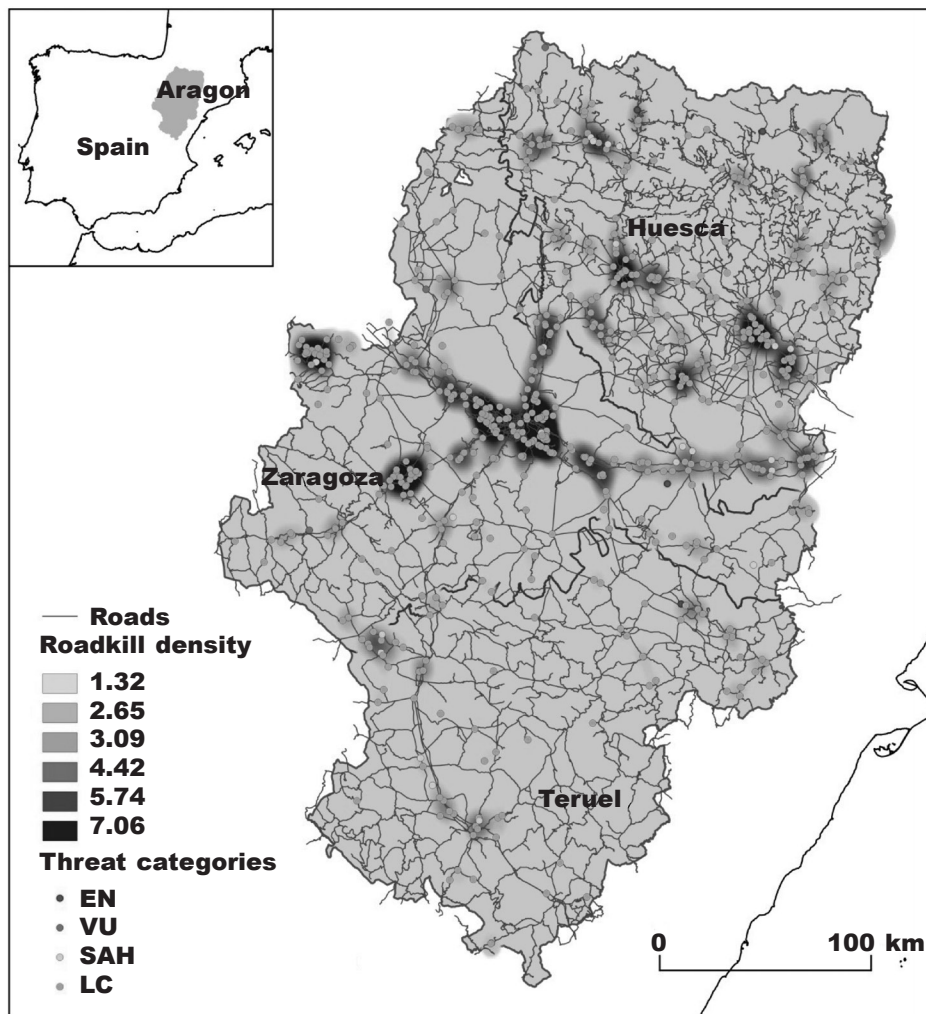 Aragon
Spain
Huesca
Zaragoza
Teruel
Roads
Roadkill density
1.32
2.65
3.09
4.42
5.74
7.06
Threat categories
EN
VU
SAH
LC
0 100 km